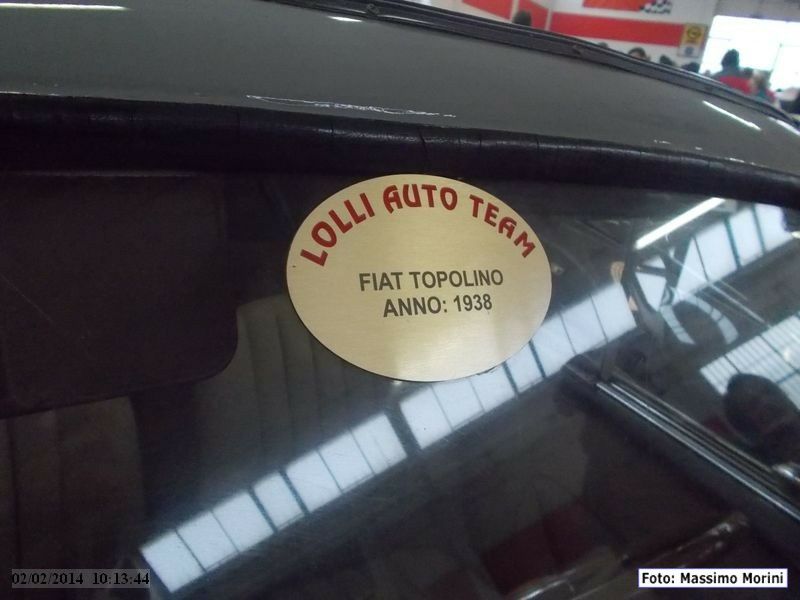 LOLLI AUTO TEAM
FIAT TOPOLINO
ANNO: 1938
02/02/2014 10:13:44
Foto: Massimo Morini